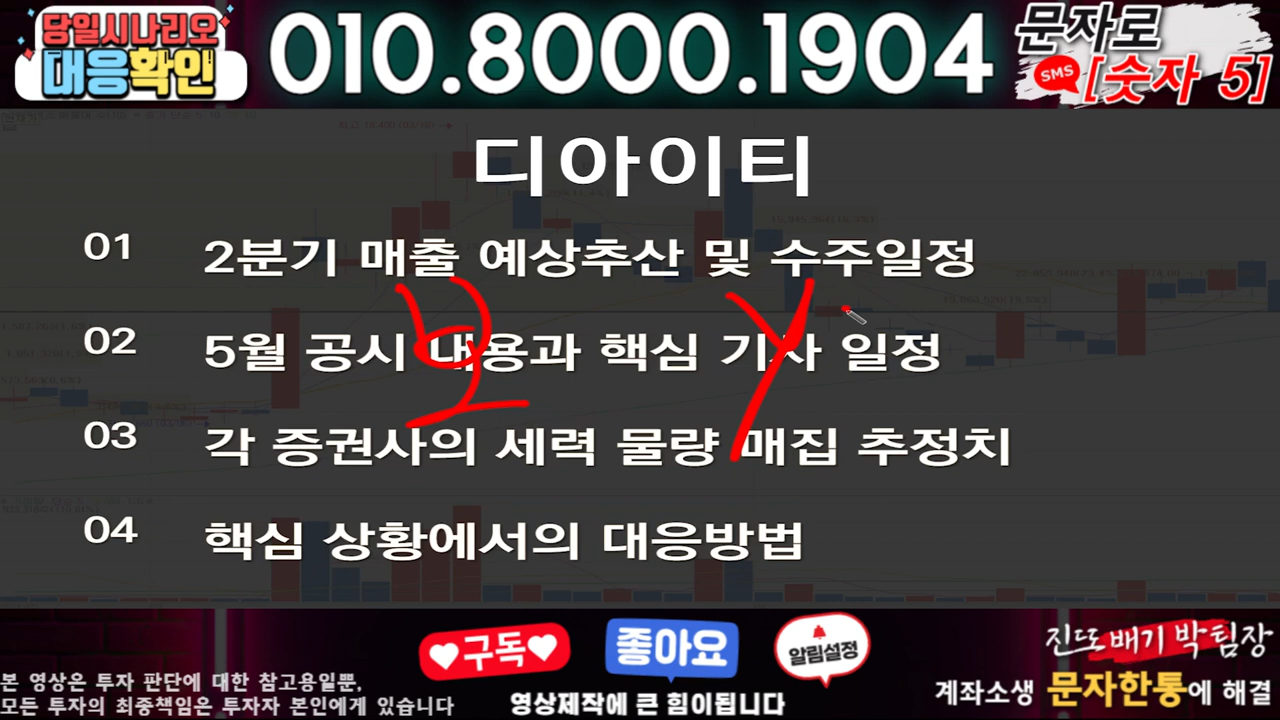 당일시나리오
대응확인
010.8000.1904
문자로
SMS
[숫자 5]
디아이티
01 2분기 매출 예상추산 및 수주일정
02 5월 공시 내용과 핵심 기사 일정
03 각 증권사의 세력 물량 매집 추정치
04 핵심 상황에서의 대응방법
구독
좋아요
알림설정
영상제작에 큰 힘이됩니다
본 영상은 투자 판단에 대한 참고용일뿐,
모든 투자의 최종책임은 투자자 본인에게 있습니다
진또배기 박팀장
계좌소생 문자한통에 해결